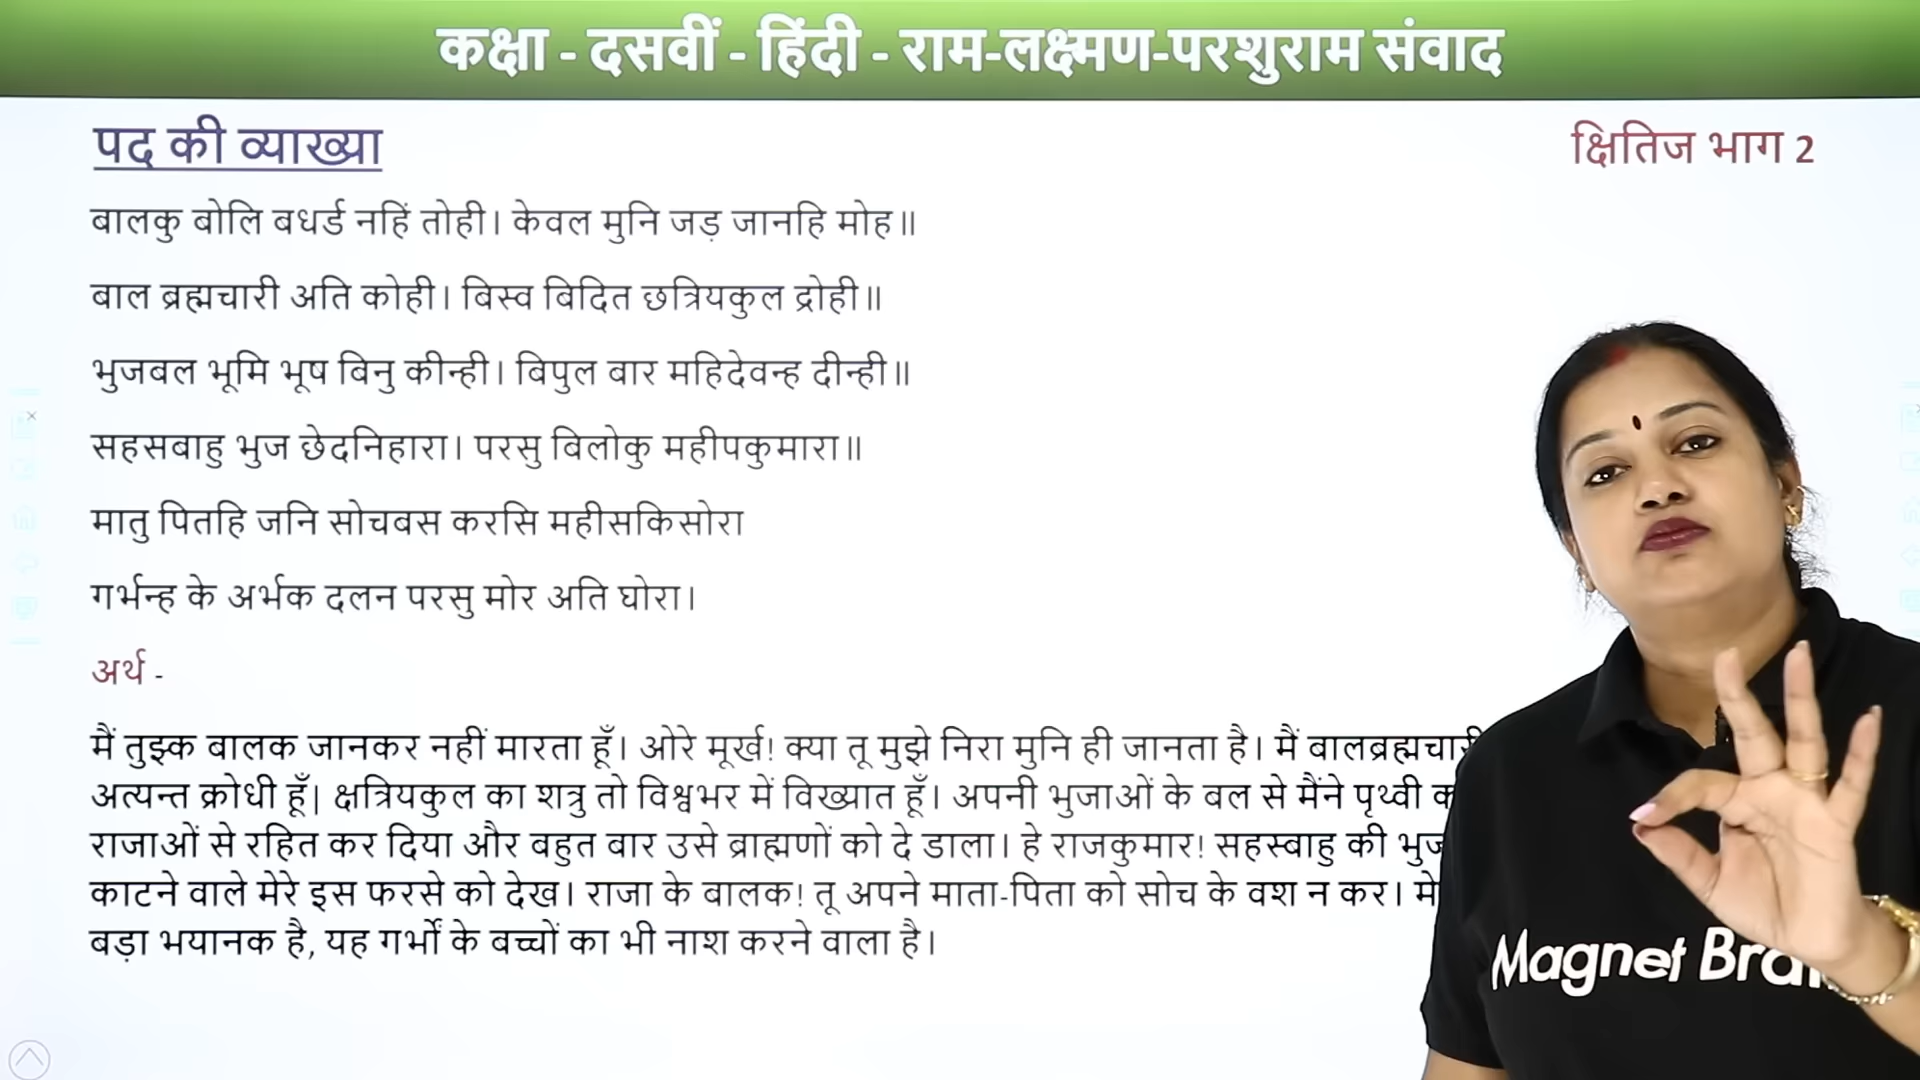 कक्षा - दसवीं - हिंदी - राम-लक्ष्मण-परशुराम संवाद
पद की व्याख्या
क्षितिज भाग 2
बालकु बोलि बधर्ड नहिं तोही। केवल मुनि जड़ जानहि मोह॥
बाल ब्रह्मचारी अति कोही। बिस्व बिदित छत्रियकुल द्रोही॥
भुजबल भूमि भूष बिनु कीन्ही। बिपुल बार महिदेवन्ह दीन्ही॥
सहसबाहु भुज छेदनिहारा। परसु बिलोकु महीपकुमारा॥
मातु पितहि जनि सोचबस करसि महीसकिसोरा
गर्भन्ह के अर्भक दलन परसु मोर अति घोरा।
अर्थ -
मैं तुझ्क बालक जानकर नहीं मारता हूँ। ओरे मूर्ख! क्या तू मुझे निरा मुनि ही जानता है। मैं बालब्रह्मचारी
अत्यन्त क्रोधी हूँ| क्षत्रियकुल का शत्रु तो विश्वभर में विख्यात हूँ। अपनी भुजाओं के बल से मैंने पृथ्वी
राजाओं से रहित कर दिया और बहुत बार उसे ब्राह्मणों को दे डाला। हे राजकुमार! सहस्बाहु की
काटने वाले मेरे इस फरसे को देख। राजा के बालक! तू अपने माता-पिता को सोच के वश न कर।
बड़ा भयानक है, यह गर्भों के बच्चों का भी नाश करने वाला है।
Magnet